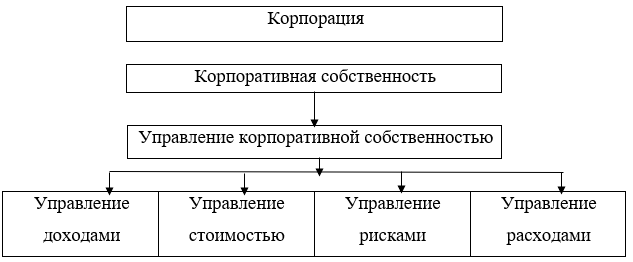 Корпорация
Корпоративная собственность
Управление корпоративной собственностью
Управление доходами
Управление стоимостью
Управление рисками
Управление расходами